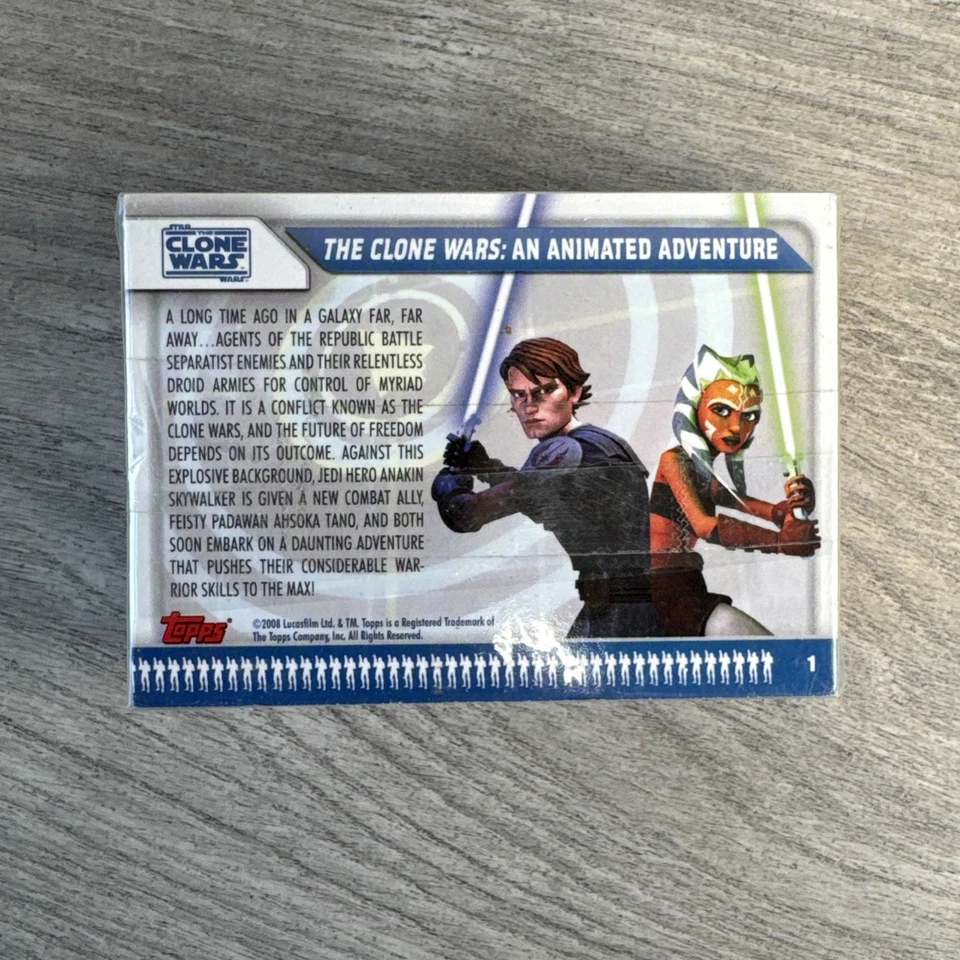 STAR
THE
CLONE
WARS
WARS
THE CLONE WARS: AN ANIMATED ADVENTURE
A LONG TIME AGO IN A GALAXY FAR, FAR
AWAY...AGENTS OF THE REPUBLIC BATTLE
SEPARATIST ENEMIES AND THEIR RELENTLESS
DROID ARMIES FOR CONTROL OF MYRIAD
WORLDS. IT IS A CONFLICT KNOWN AS THE
CLONE WARS, AND THE FUTURE OF FREEDOM
DEPENDS ON ITS OUTCOME. AGAINST THIS
EXPLOSIVE BACKGROUND, JEDI HERO ANAKIN
SKYWALKER IS GIVEN A NEW COMBAT ALLY,
FEISTY PADAWAN AHSOKA TANO, AND BOTH
SOON EMBARK ON A DAUNTING ADVENTURE
THAT PUSHES THEIR CONSIDERABLE WAR-
RIOR SKILLS TO THE MAX!
Topps®
©2008 Lucasfilm Ltd. & TM. Topps is a Registered Trademark of
The Topps Company, Inc. All Rights Reserved.
1